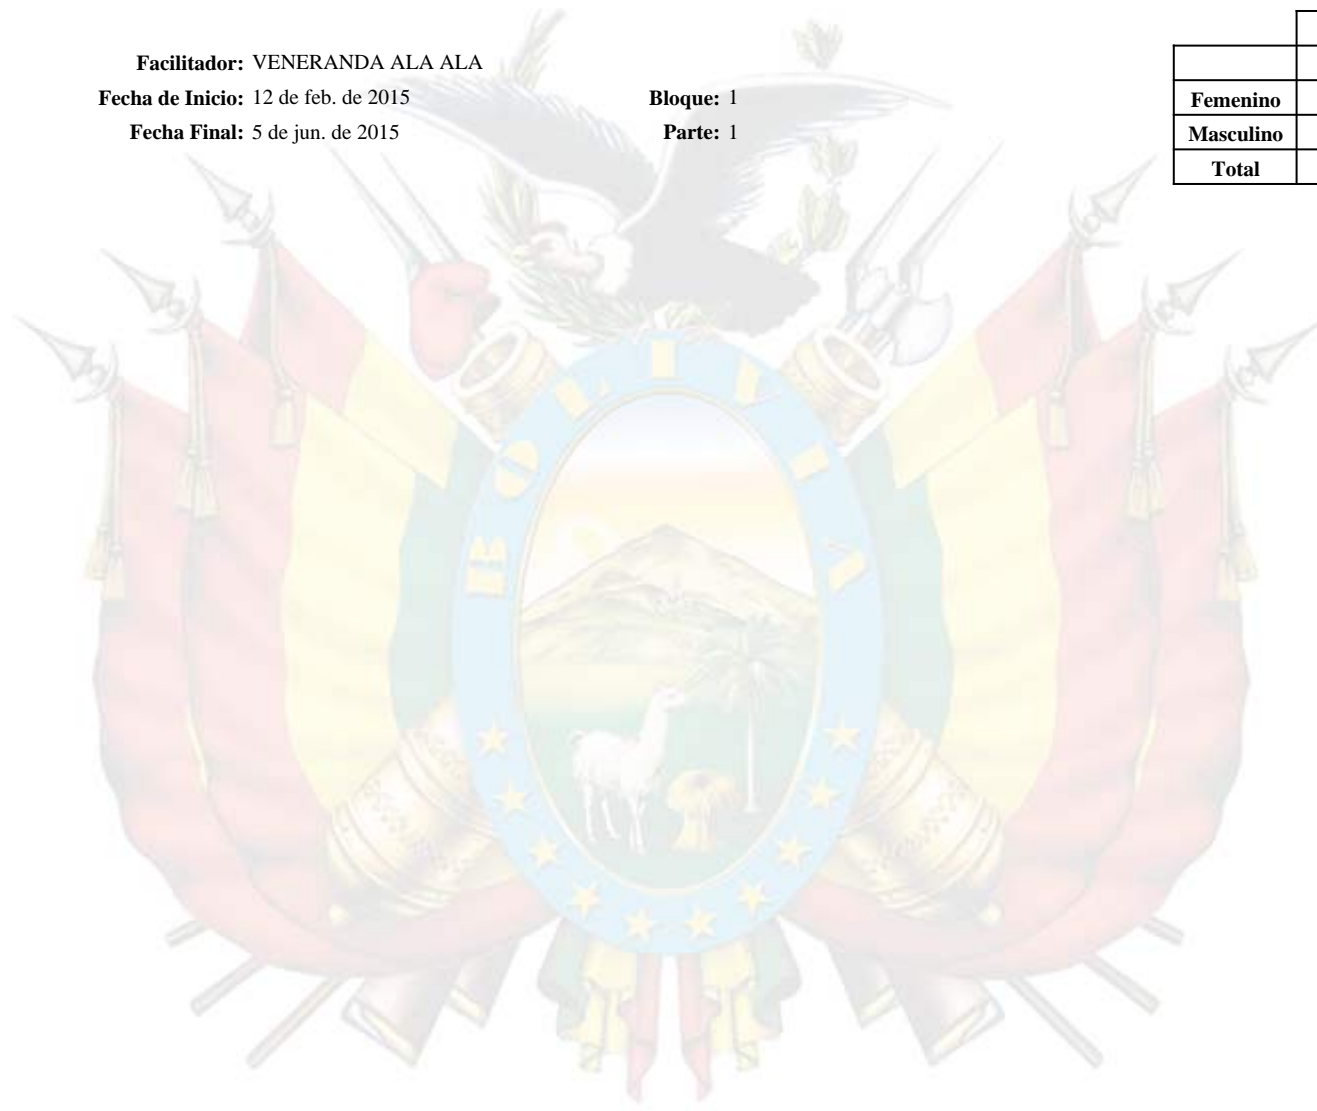 Facilitador: VENERANDA ALA ALA
Fecha de Inicio: 12 de feb. de 2015 Bloque: 1
Fecha Final: 5 de jun. de 2015 Parte: 1
Femenino
Masculino
Total
BOLIVIA